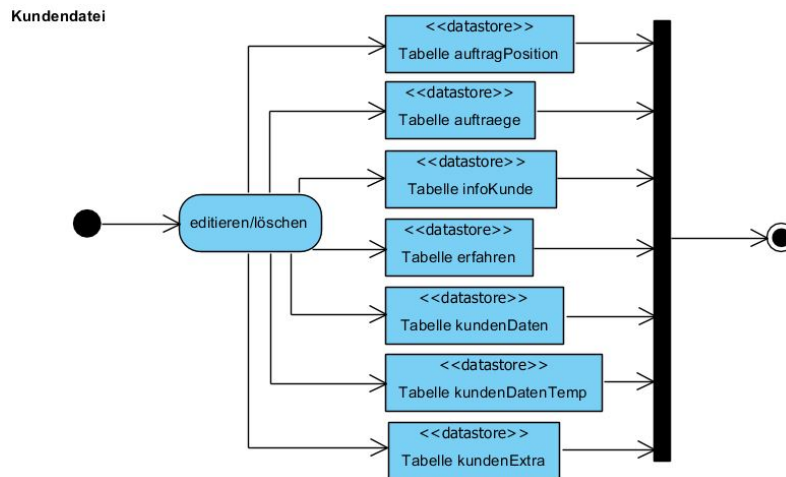 Kundendatei
<<datastore>>
Tabelle auftragPosition
<<datastore>>
Tabelle auftraege
<<datastore>>
Tabelle infoKunde
editieren/löschen
<<datastore>>
Tabelle erfahren
<<datastore>>
Tabelle kundenDaten
<<datastore>>
Tabelle kundenDatenTemp
<<datastore>>
Tabelle kundenExtra